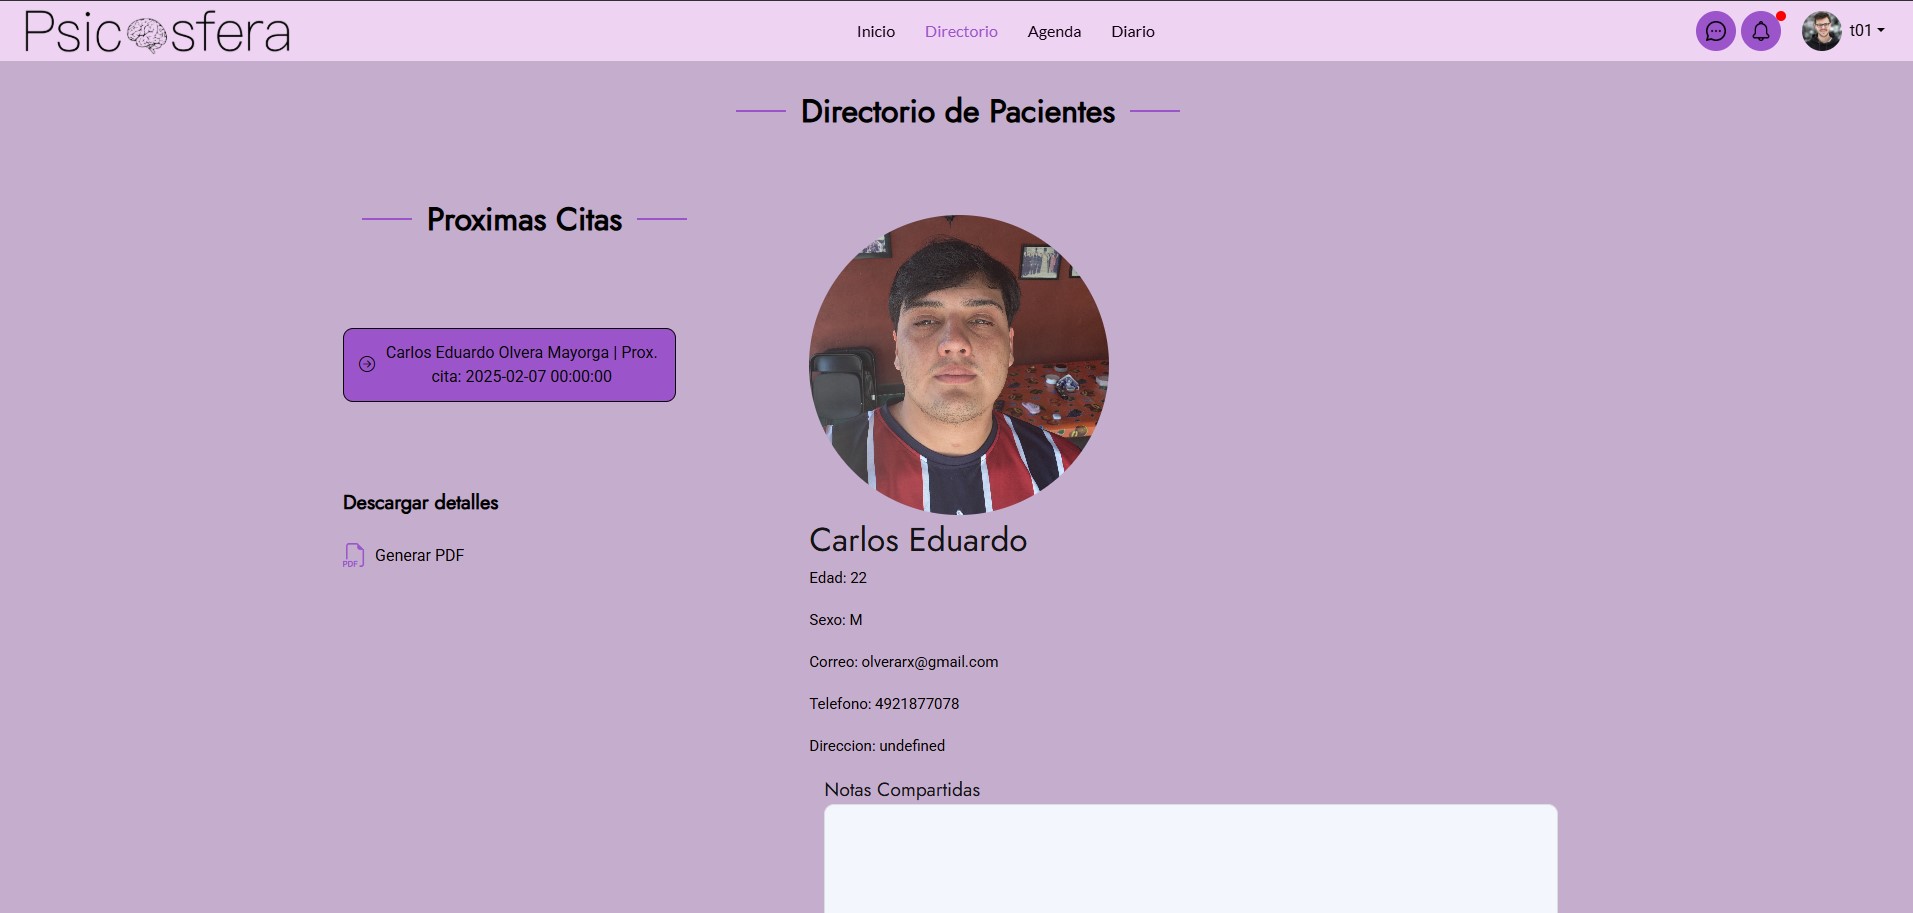 Psicosfera
Inicio
Directorio
Agenda
Diario
t01
Directorio de Pacientes
Proximas Citas
Carlos Eduardo Olvera Mayorga | Prox.
cita: 2025-02-07 00:00:00
Descargar detalles
PDF
Generar PDF
Carlos Eduardo
Edad: 22
Sexo: M
Correo: olverarx@gmail.com
Telefono: 4921877078
Direccion: undefined
Notas Compartidas